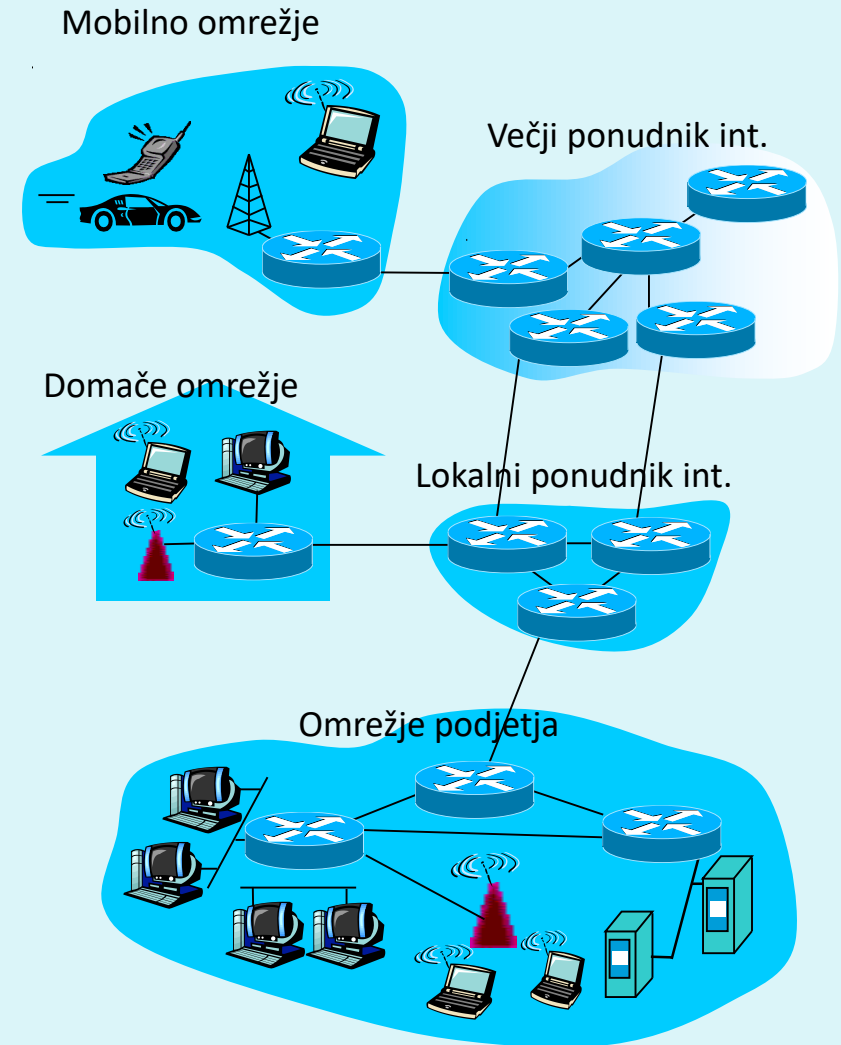 Mobilno omrežje
Večji ponudnik int.
Domače omrežje
Lokalni ponudnik int.
Omrežje podjetja